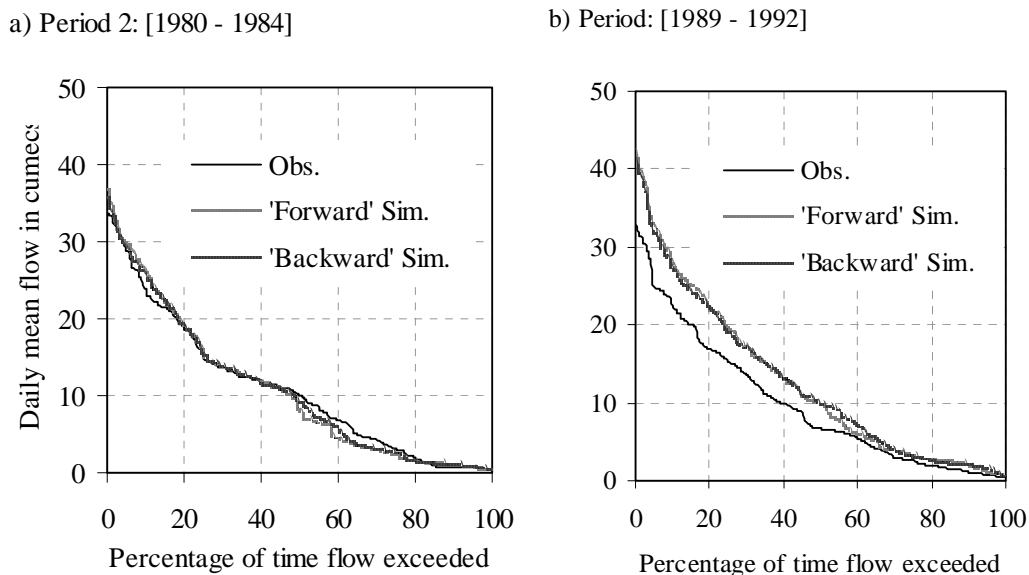 a) Period 2: [1980 - 1984]
50
40
30
20
10
0
Daily mean flow in cumecs
Obs.
'Forward' Sim.
'Backward' Sim.
0 20 40 60 80 100
Percentage of time flow exceeded
b) Period: [1989 - 1992]
50
40
30
20
10
0
Obs.
'Forward' Sim.
'Backward' Sim.
0 20 40 60 80 100
Percentage of time flow exceeded